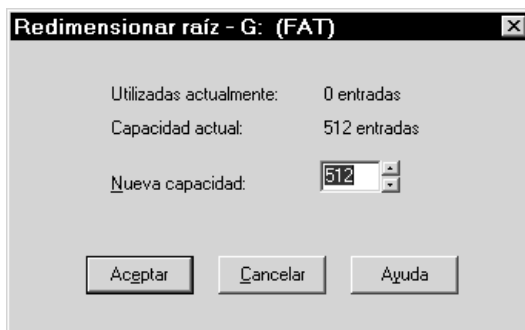 Redimensionar raíz - G: (FAT)
Utilizadas actualmente: 0 entradas
Capacidad actual: 512 entradas
Nueva capacidad: 512
Aceptar Cancelar Ayuda